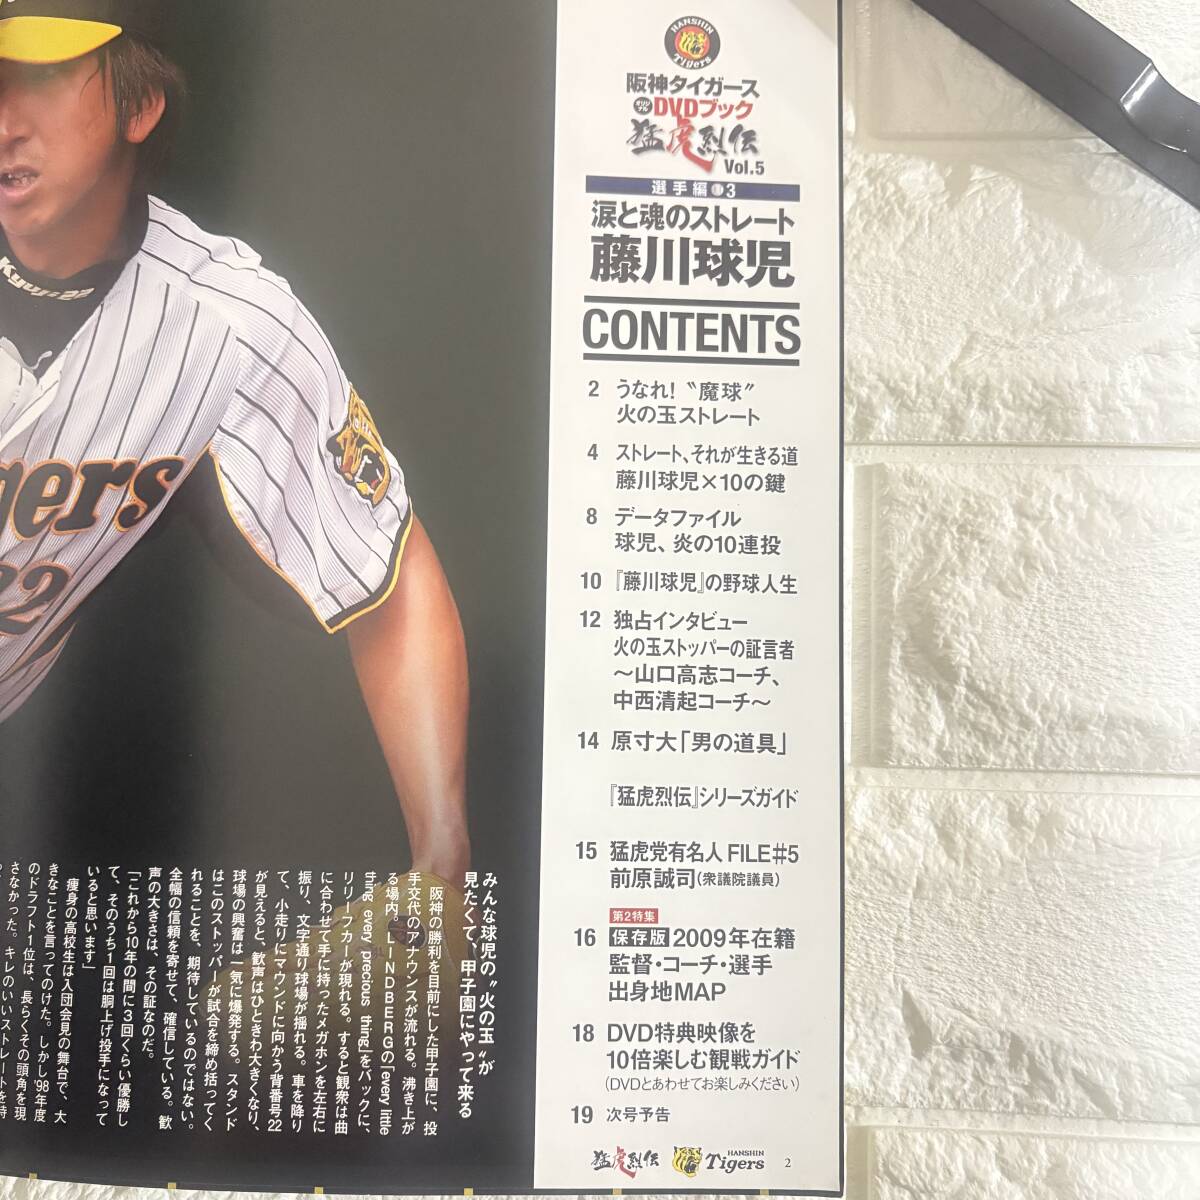 HANSHIN
Tigers
阪神タイガース
オリジナル DVDブック
猛虎烈伝
Vol.5
選手編 3
涙と魂のストレート
藤川球児
CONTENTS
2 うなれ! 〝魔球〟
火の玉ストレート
4 ストレート、それが生きる道
藤川球児×10の鍵
8 データファイル
球児、炎の10連投
10 『藤川球児』の野球人生
12 独占インタビュー
火の玉ストッパーの証言者
〜山口高志コーチ、
中西清起コーチ〜
14 原寸大「男の道具」
『猛虎烈伝』シリーズガイド
15 猛虎党有名人 FILE#5
前原誠司(衆議院議員)
第2特集
16 保存版 2009年在籍
監督・コーチ・選手
出身地MAP
18 DVD特典映像を
10倍楽しむ観戦ガイド
(DVDとあわせてお楽しみください)
19 次号予告
猛虎烈伝 HANSHIN Tigers 2
Kyuji 22
gers
22
みんな球児の〝火の玉〟が
見たくて、甲子園にやって来る
阪神の勝利を目前にした甲子園に、投
手交代のアナウンスが流れる。沸き上が
る場内。LINDBERGの「every little
thing every precious thing」をバックに、
リリーフカーが現れる。すると観衆は曲
に合わせて手に持ったメガホンを左右に
振り、文字通り球場が揺れる。車を降り
て、小走りにマウンドに向かう背番号22
が見えると、歓声はひときわ大きくなり、
球場の興奮は一気に爆発する。スタンド
はこのストッパーが試合を締め括ってく
れることを、期待しているのではない。
全幅の信頼を寄せて、確信している。歓
声の大きさは、その証なのだ。
「これから10年の間に3回くらい優勝し
て、そのうち1回は胴上げ投手になって
いると思います」
痩身の高校生は入団会見の舞台で、大
きなことを言ってのけた。しかし'98年度
のドラフト1位は、長らくその頭角を現
さなかった。キレのいいストレートを持